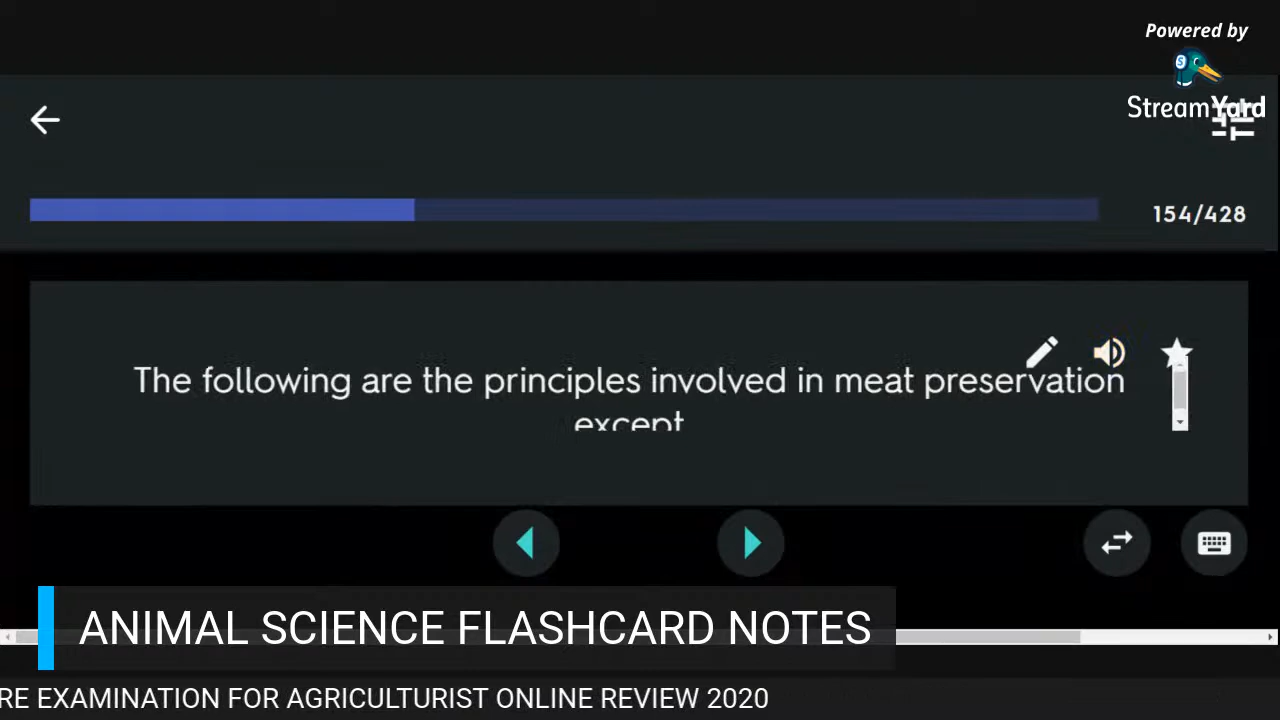 Powered by
StreamYard
154/428
The following are the principles involved in meat preservation
except
ANIMAL SCIENCE FLASHCARD NOTES
RE EXAMINATION FOR AGRICULTURIST ONLINE REVIEW 2020